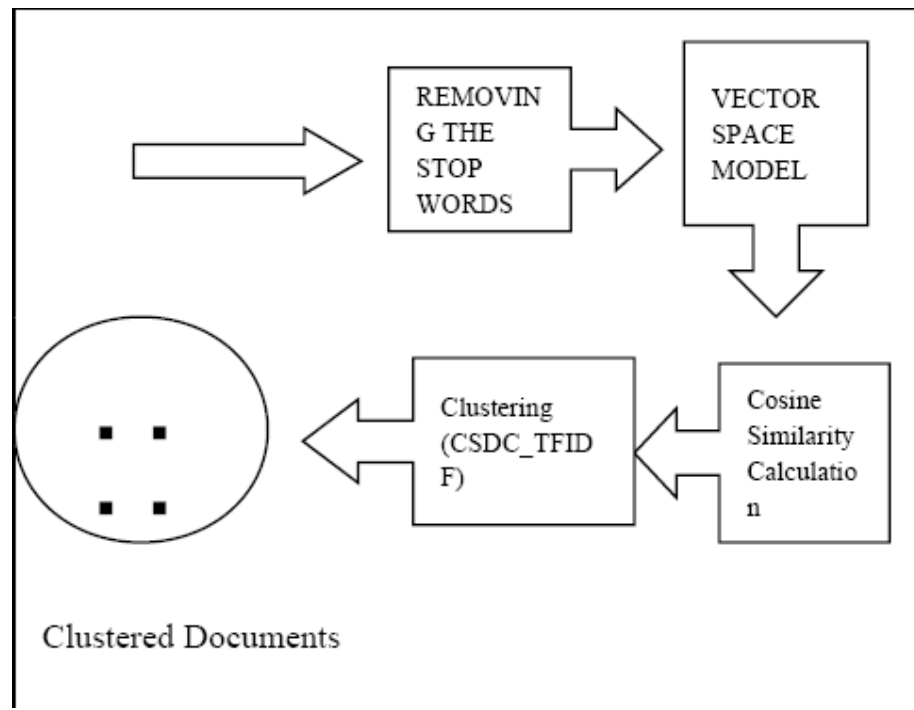 REMOVIN
G THE
STOP
WORDS
VECTOR
SPACE
MODEL
Cosine
Similarity
Calculatio
n
Clustering
(CSDC_TFID
F)
Clustered Documents